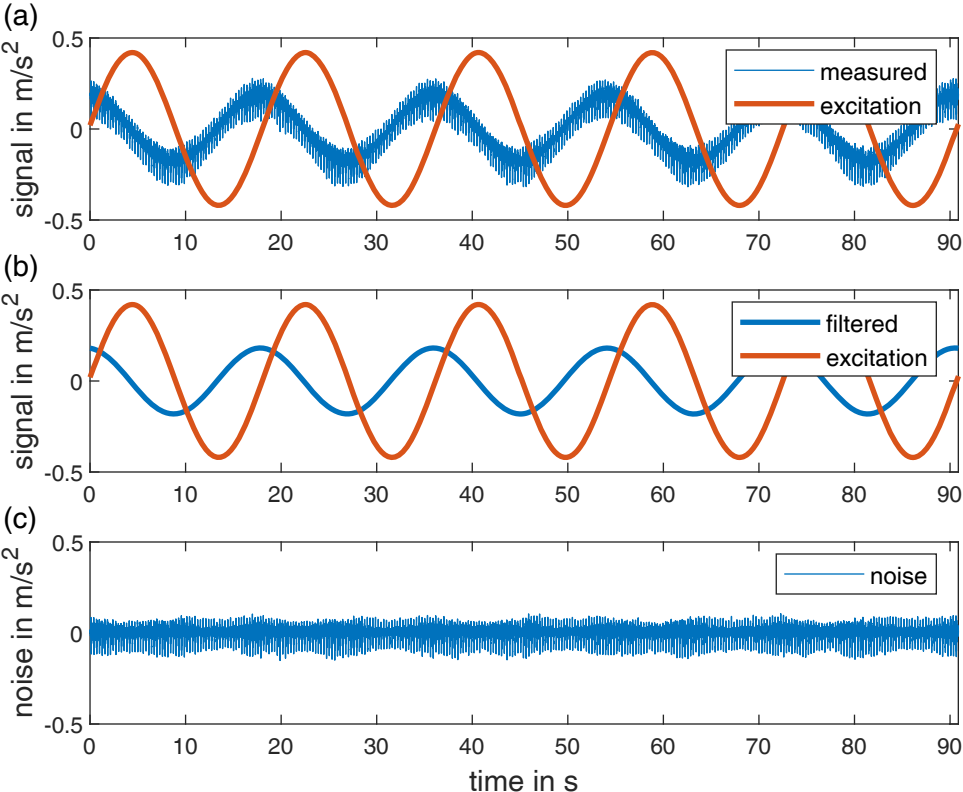 (a)
signal in m/s²
0.5
0
-0.5
measured
excitation
0 10 20 30 40 50 60 70 80 90
(b)
signal in m/s²
0.5
0
-0.5
filtered
excitation
0 10 20 30 40 50 60 70 80 90
(c)
noise in m/s²
0.5
0
-0.5
noise
0 10 20 30 40 50 60 70 80 90
time in s